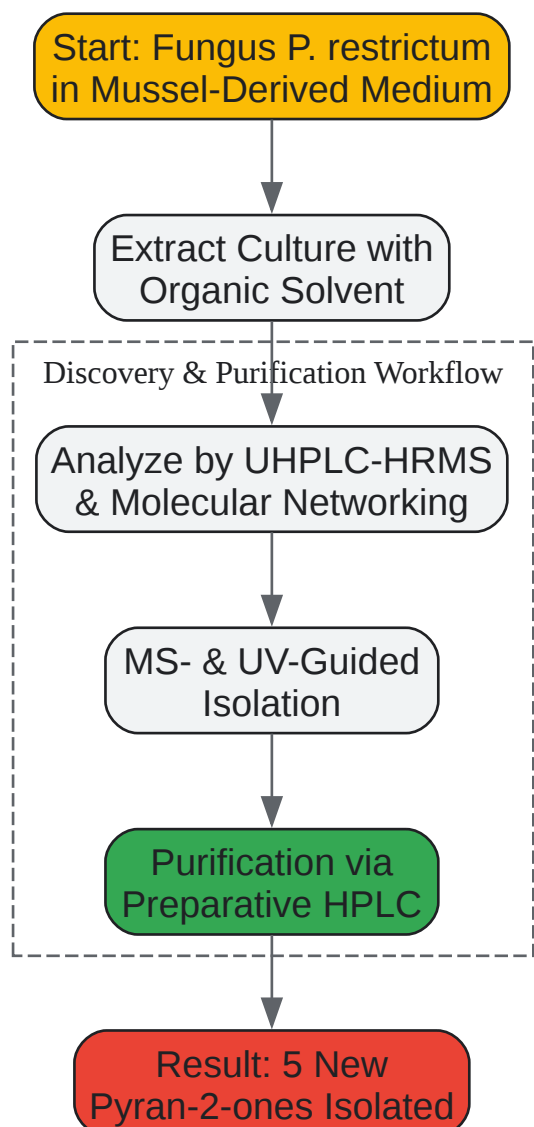 Start: Fungus P. restrictum
in Mussel-Derived Medium
Extract Culture with
Organic Solvent
Discovery & Purification Workflow
Analyze by UHPLC-HRMS
& Molecular Networking
MS- & UV-Guided
Isolation
Purification via
Preparative HPLC
Result: 5 New
Pyran-2-ones Isolated